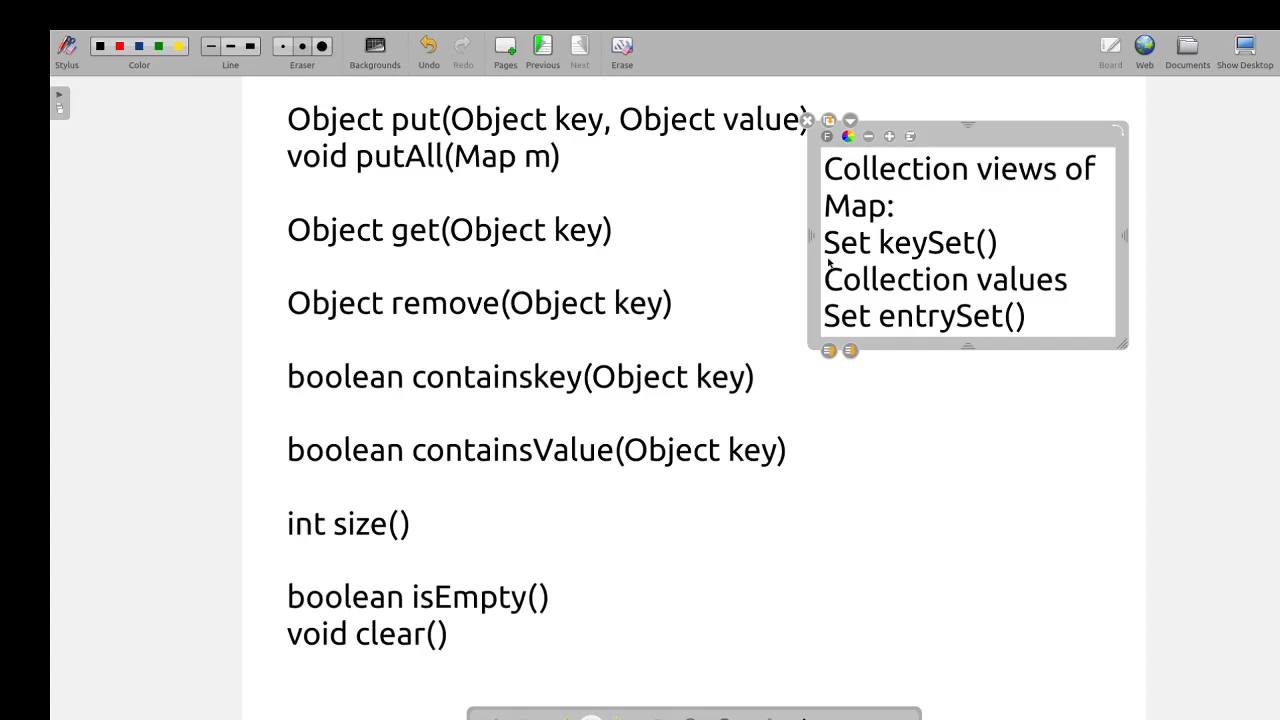 Stylus
Color
Line
Eraser
Backgrounds
Undo
Redo
Pages
Previous
Next
Erase
Board
Web
Documents
Show Desktop
Object put(Object key, Object value)
void putAll(Map m)
Object get(Object key)
Object remove(Object key)
boolean containskey(Object key)
boolean containsValue(Object key)
int size()
boolean isEmpty()
void clear()
F
Collection views of
Map:
Set keySet()
Collection values
Set entrySet()